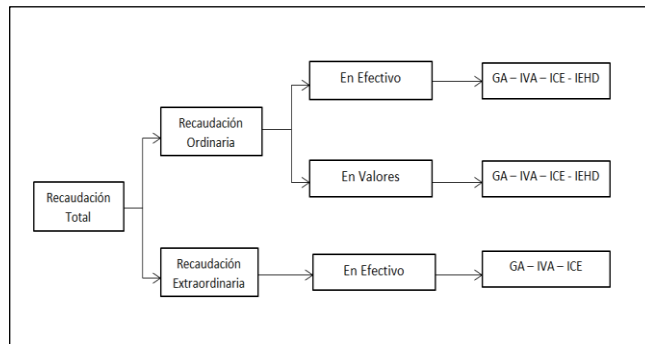 En Efectivo
GA – IVA – ICE - IEHD
Recaudación
Ordinaria
En Valores
GA – IVA – ICE - IEHD
Recaudación
Total
Recaudación
Extraordinaria
En Efectivo
GA – IVA – ICE